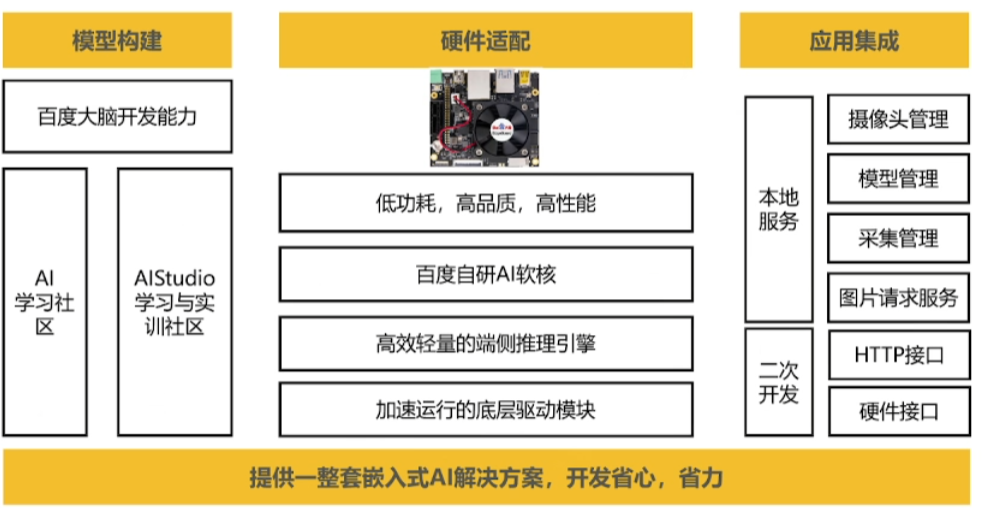 模型构建
百度大脑开发能力
AI
学习社
区
AIStudio
学习与实
训社区
硬件适配
低功耗，高品质，高性能
百度自研AI软核
高效轻量的端侧推理引擎
加速运行的底层驱动模块
应用集成
本地
服务
摄像头管理
模型管理
采集管理
图片请求服务
二次
开发
HTTP接口
硬件接口
提供一整套嵌入式AI解决方案，开发省心，省力